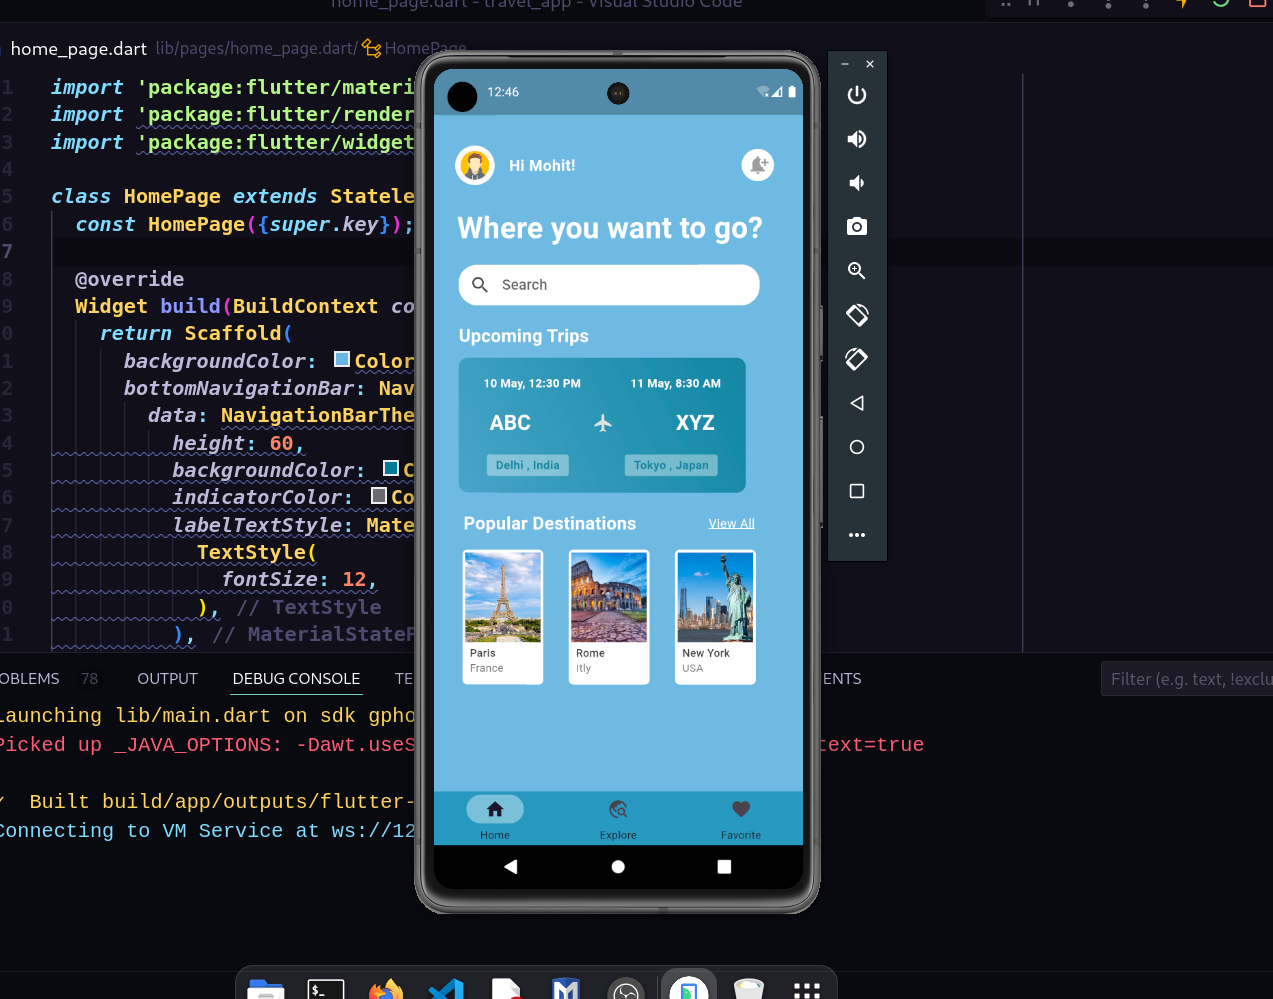 home_page.dart - travel_app - Visual Studio Code
home_page.dart lib/pages/home_page.dart/ HomePage
1 import 'package:flutter/materi
2 import 'package:flutter/render
3 import 'package:flutter/widget
4
5 class HomePage extends Statele
6 const HomePage({super.key});
7
8 @override
9 Widget build(BuildContext co
0 return Scaffold(
1 backgroundColor: Color
2 bottomNavigationBar: Nav
3 data: NavigationBarThe
4 height: 60,
5 backgroundColor: C
6 indicatorColor: Co
7 labelTextStyle: Mate
8 TextStyle(
9 fontSize: 12,
0 ), // TextStyle
1 ), // MaterialStateP
OBLEMS 78 OUTPUT DEBUG CONSOLE TE ENTS Filter (e.g. text, !exclu
Launching lib/main.dart on sdk gpho
Picked up _JAVA_OPTIONS: -Dawt.useS text=true
✓ Built build/app/outputs/flutter-
Connecting to VM Service at ws://12
12:46
Hi Mohit!
Where you want to go?
Search
Upcoming Trips
10 May, 12:30 PM 11 May, 8:30 AM
ABC XYZ
Delhi , India Tokyo , Japan
Popular Destinations View All
Paris Rome New York
France Itly USA
Home Explore Favorite